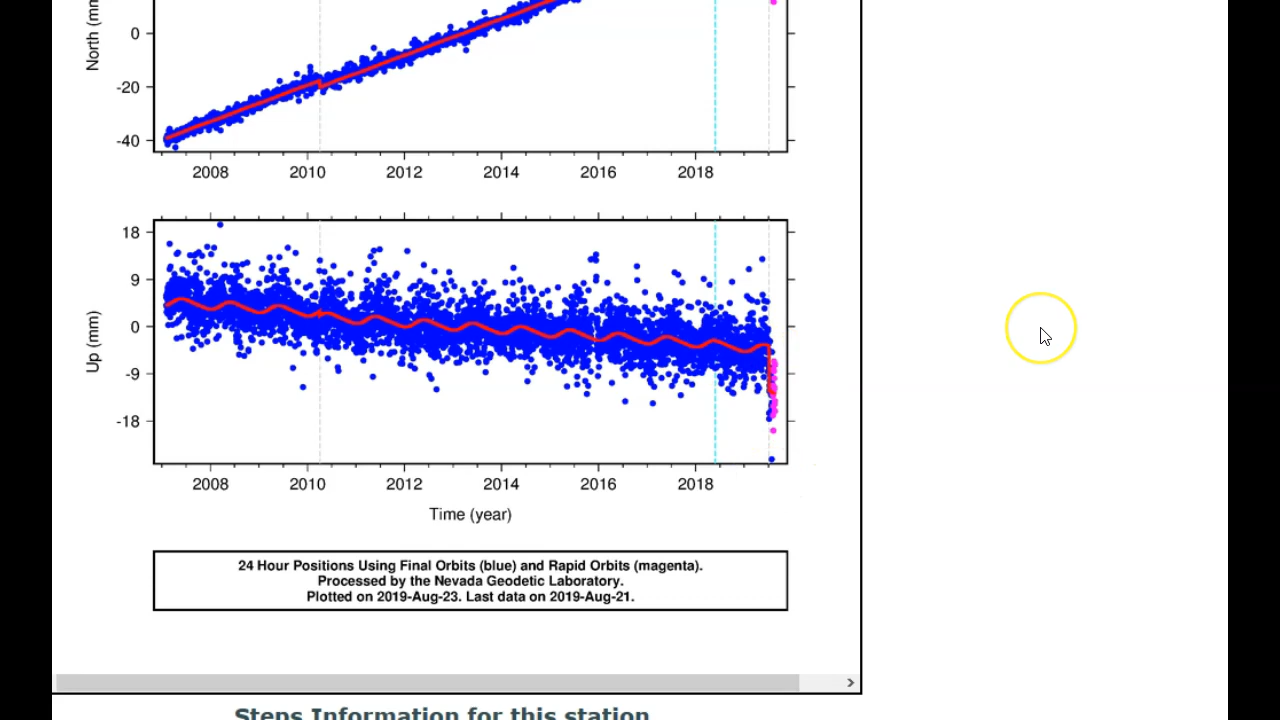 North (mm
0
-20
-40
2008 2010 2012 2014 2016 2018
Up (mm)
18
9
0
-9
-18
2008 2010 2012 2014 2016 2018
Time (year)
24 Hour Positions Using Final Orbits (blue) and Rapid Orbits (magenta).
Processed by the Nevada Geodetic Laboratory.
Plotted on 2019-Aug-23. Last data on 2019-Aug-21.
Steps Information for this station